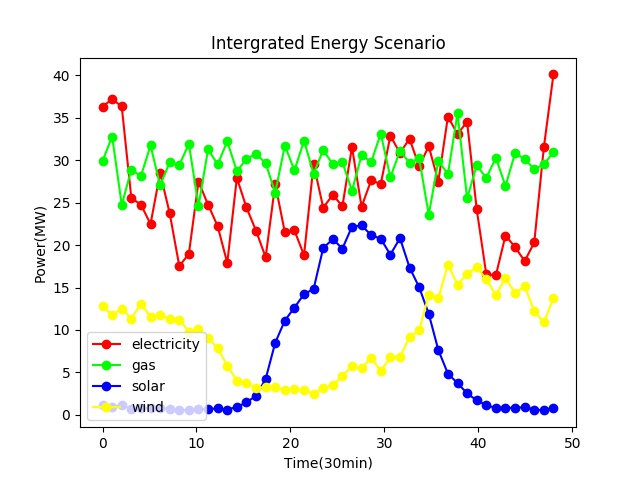 Intergrated Energy Scenario
Power(MW)
40
35
30
25
20
15
10
5
0
electricity
gas
solar
wind
0 10 20 30 40 50
Time(30min)